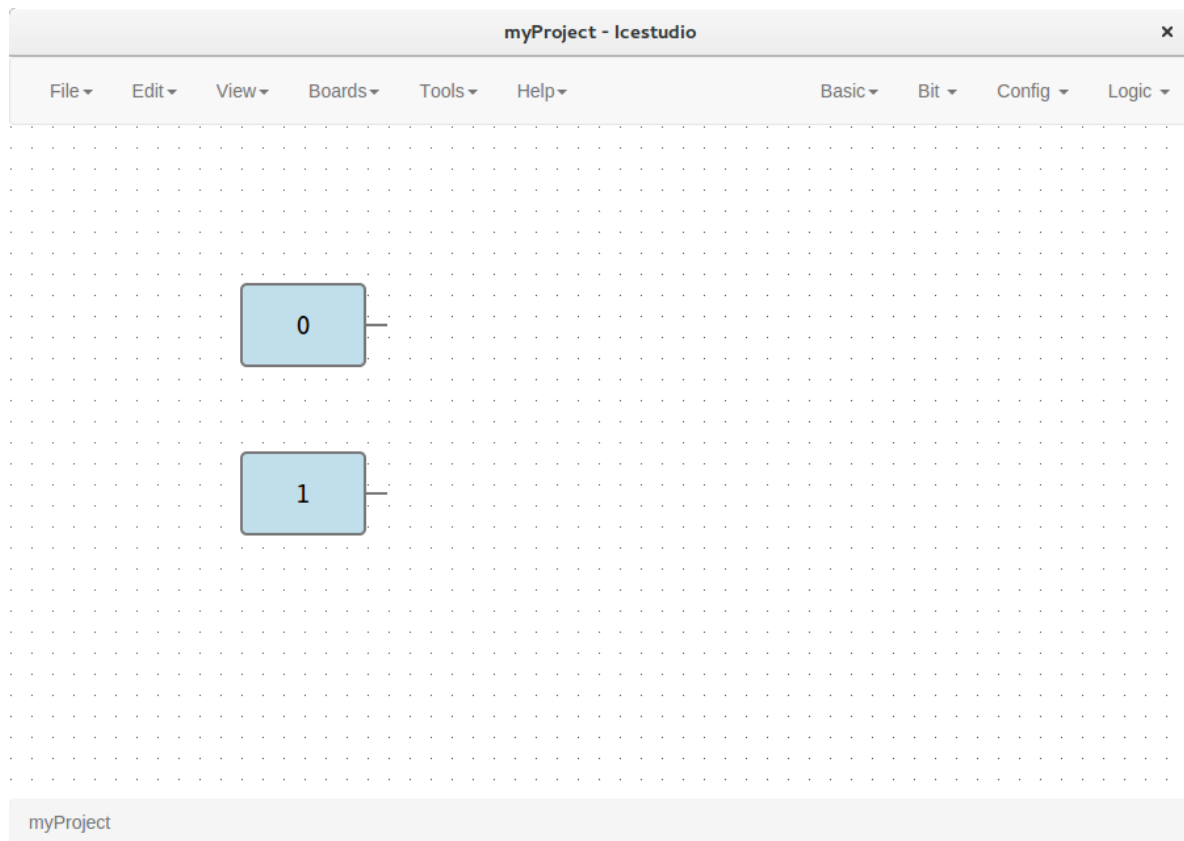 myProject - Icestudio ×
File Edit View Boards Tools Help Basic Bit Config Logic
0
1
myProject